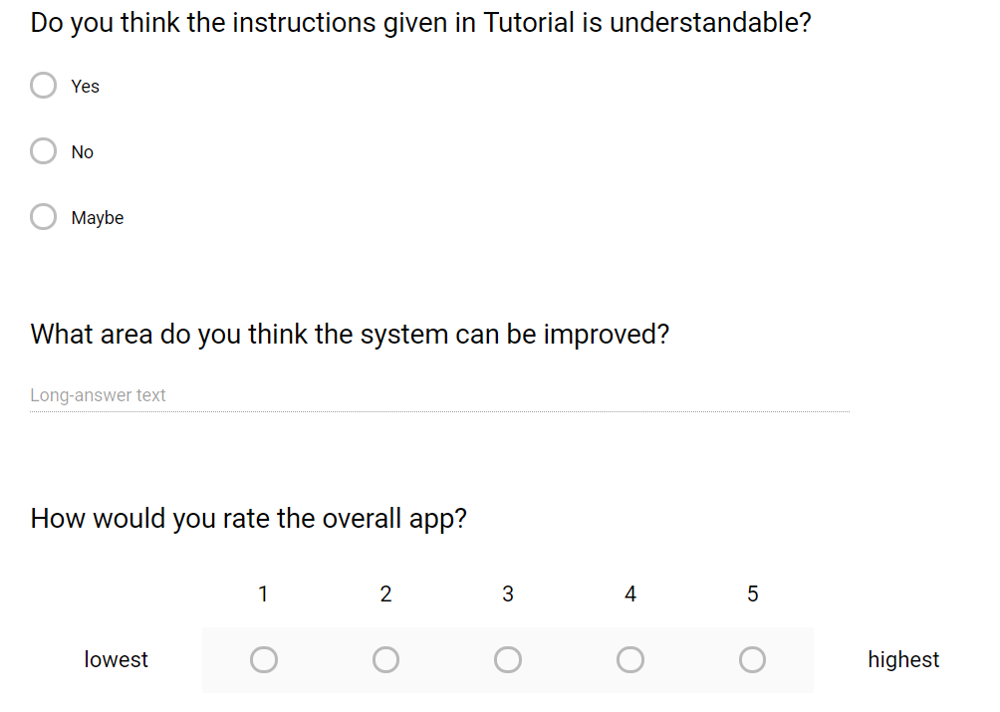 Do you think the instructions given in Tutorial is understandable?
Yes
No
Maybe
What area do you think the system can be improved?
Long-answer text
How would you rate the overall app?
1 2 3 4 5
lowest highest